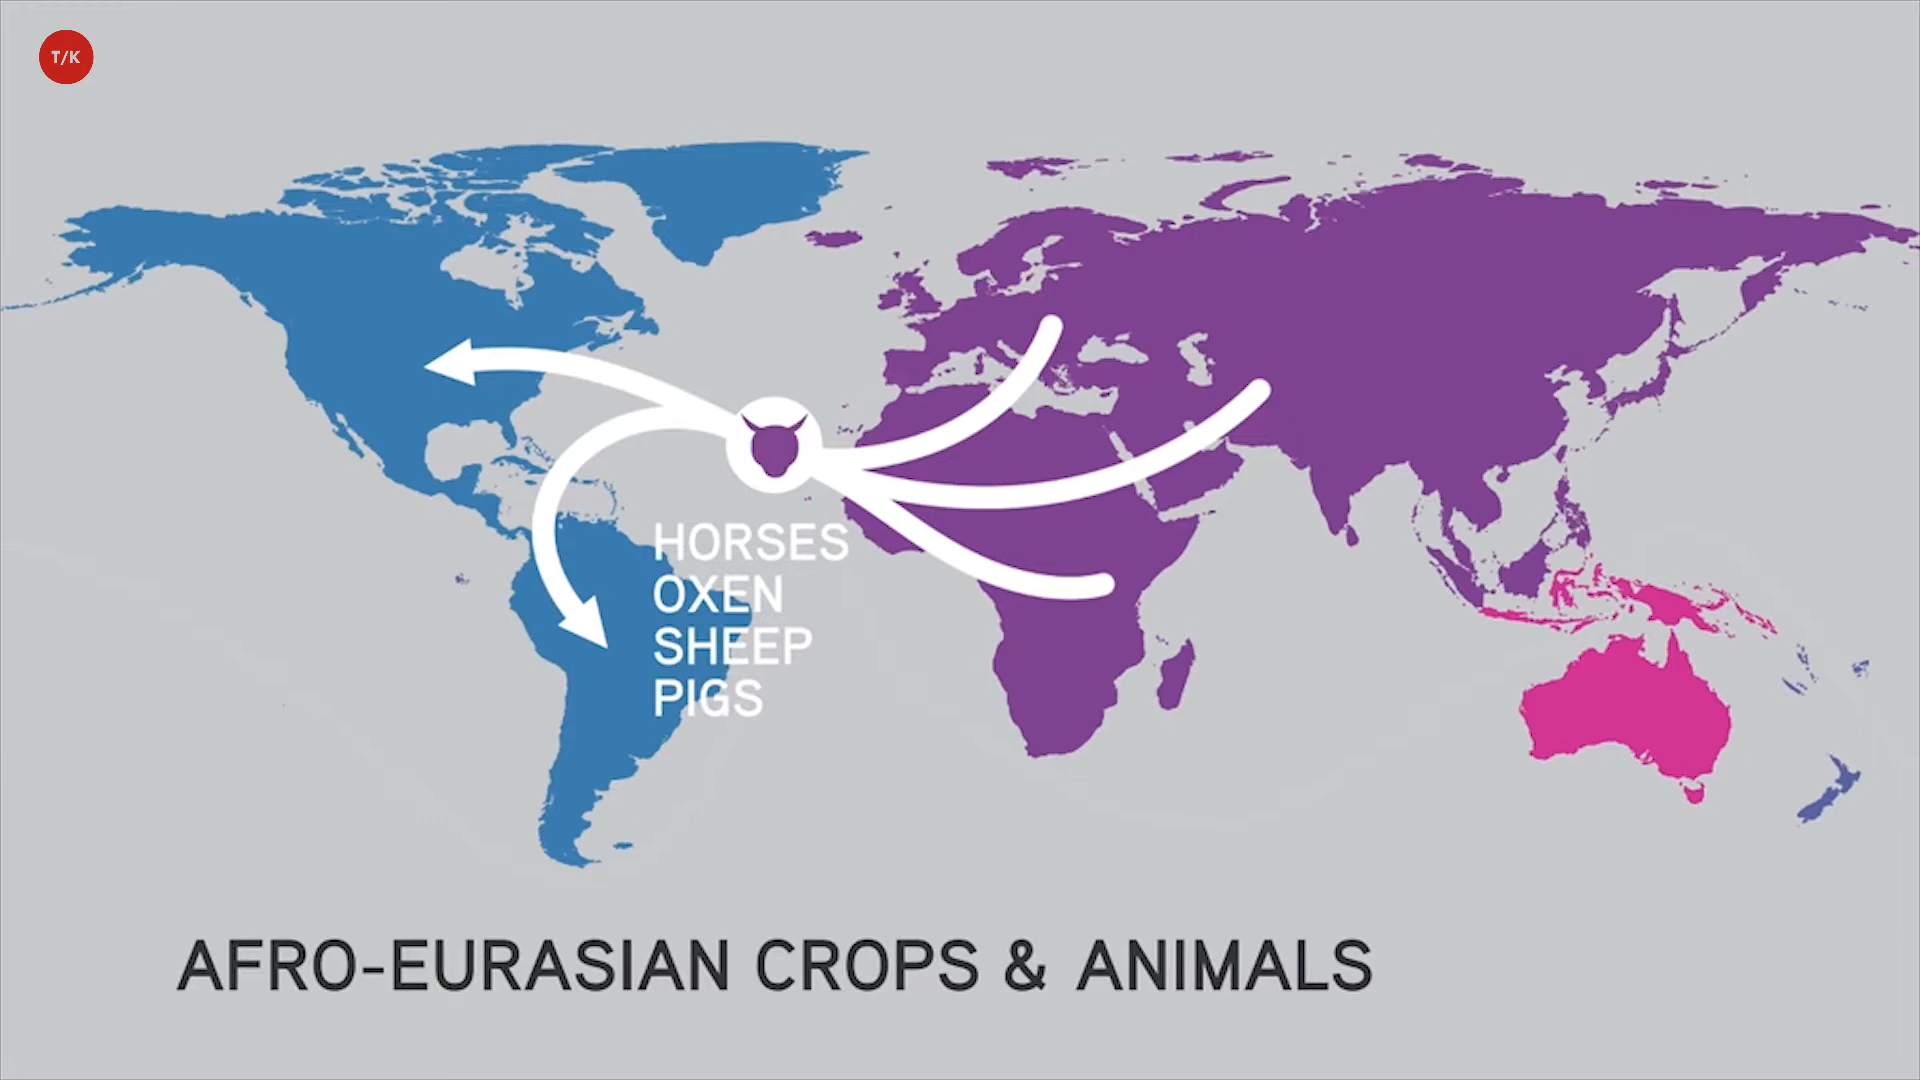 T/K
HORSES
OXEN
SHEEP
PIGS
AFRO-EURASIAN CROPS & ANIMALS